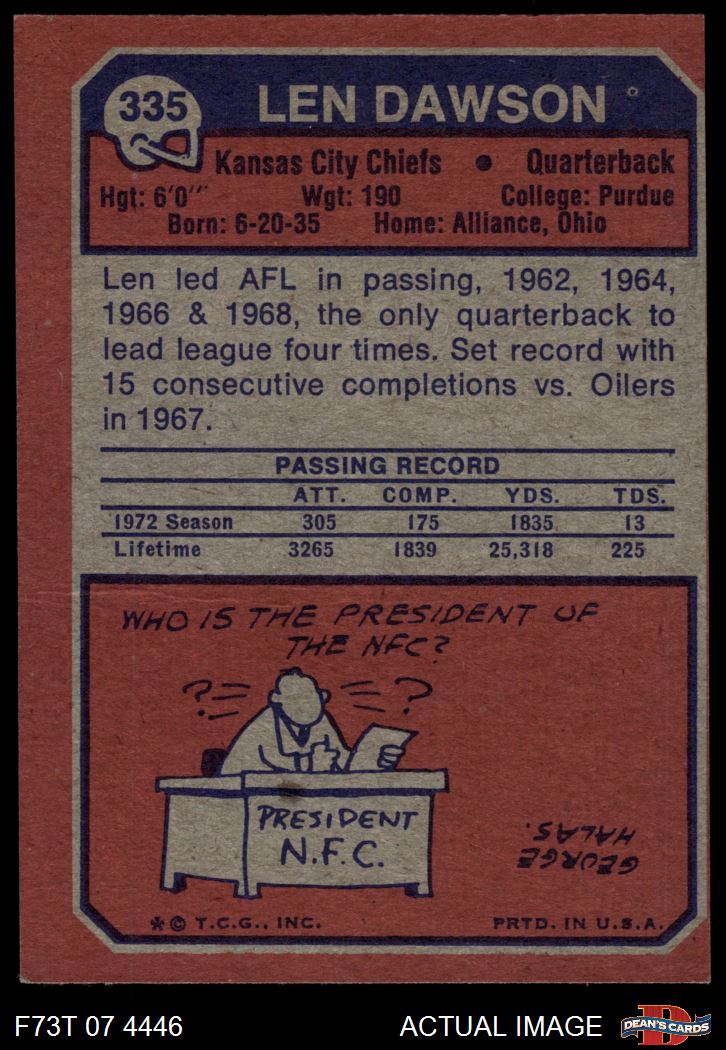 335
LEN DAWSON
Kansas City Chiefs • Quarterback
Hgt: 6'0" Wgt: 190 College: Purdue
Born: 6-20-35 Home: Alliance, Ohio
Len led AFL in passing, 1962, 1964,
1966 & 1968, the only quarterback to
lead league four times. Set record with
15 consecutive completions vs. Oilers
in 1967.
PASSING RECORD
ATT. COMP. YDS. TDS.
1972 Season 305 175 1835 13
Lifetime 3265 1839 25,318 225
WHO IS THE PRESIDENT OF
THE NFC?
? ?
PRESIDENT
N.F.C.
GEORGE
HALAS.
*© T.C.G., INC. PRTD. IN U.S.A.
F73T 07 4446 ACTUAL IMAGE
D
DEAN'S CARDS